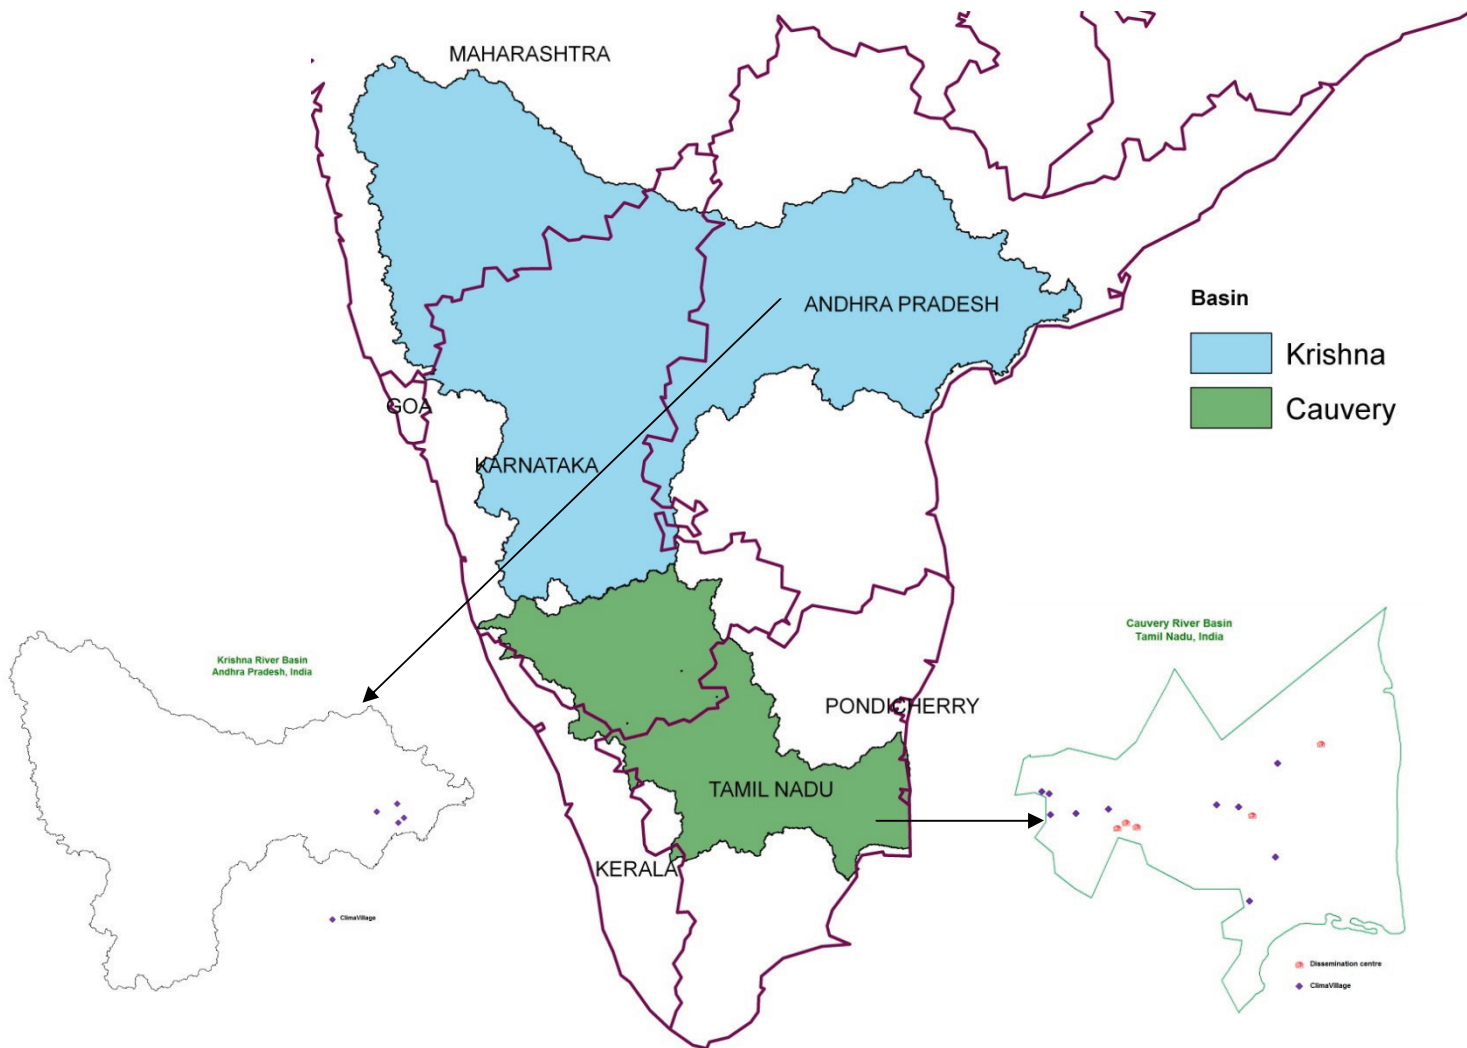 MAHARASHTRA
ANDHRA PRADESH
Basin
Krishna
Cauvery
GOA
KARNATAKA
Krishna River Basin
Andhra Pradesh, India
Cauvery River Basin
Tamil Nadu, India
PONDICHERRY
TAMIL NADU
KERALA
ClimaVillage
Dissemination centre
ClimaVillage